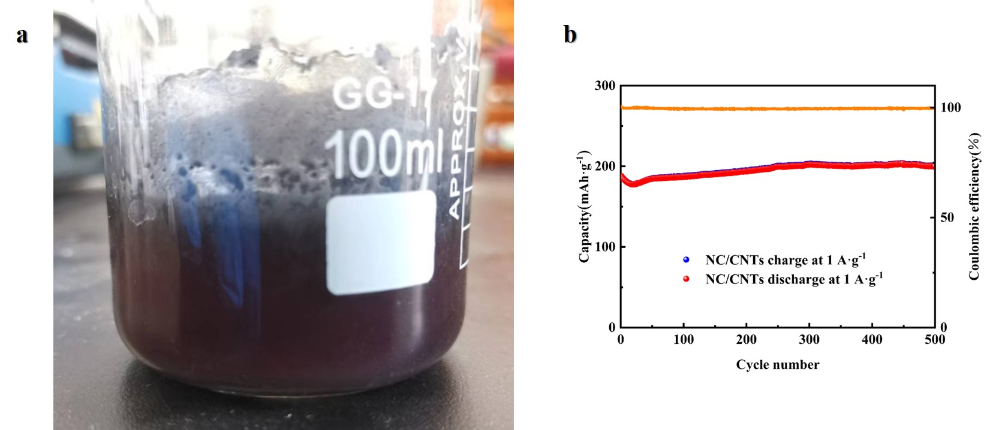 a
GG-17
100ml
APPROX.V
b
300
200
100
0
Capacity(mAh·g⁻¹)
100
50
0
Coulombic efficiency(%)
NC/CNTs charge at 1 A·g⁻¹
NC/CNTs discharge at 1 A·g⁻¹
0 100 200 300 400 500
Cycle number